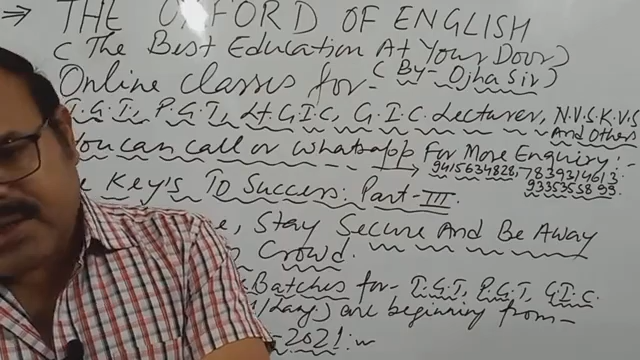 ⇒ THE OXFORD OF ENGLISH
( The Best Education At Your Door)
Online Classes for- (By- Ojha Sir)
T.G.T, P.G.T, Lt.G.I.C, G.I.C. Lecturer, N.V.S. K.V.S
And Others
You can call or Whatsapp For More Enquiry:-
9415634828, 7839314613
9335355899
Key's To Success: Part-III.
Stay Secure And Be Away
Crowd.
Batches for- T.G.T, P.G.T, G.I.C.
are beginning from-
-2021:-